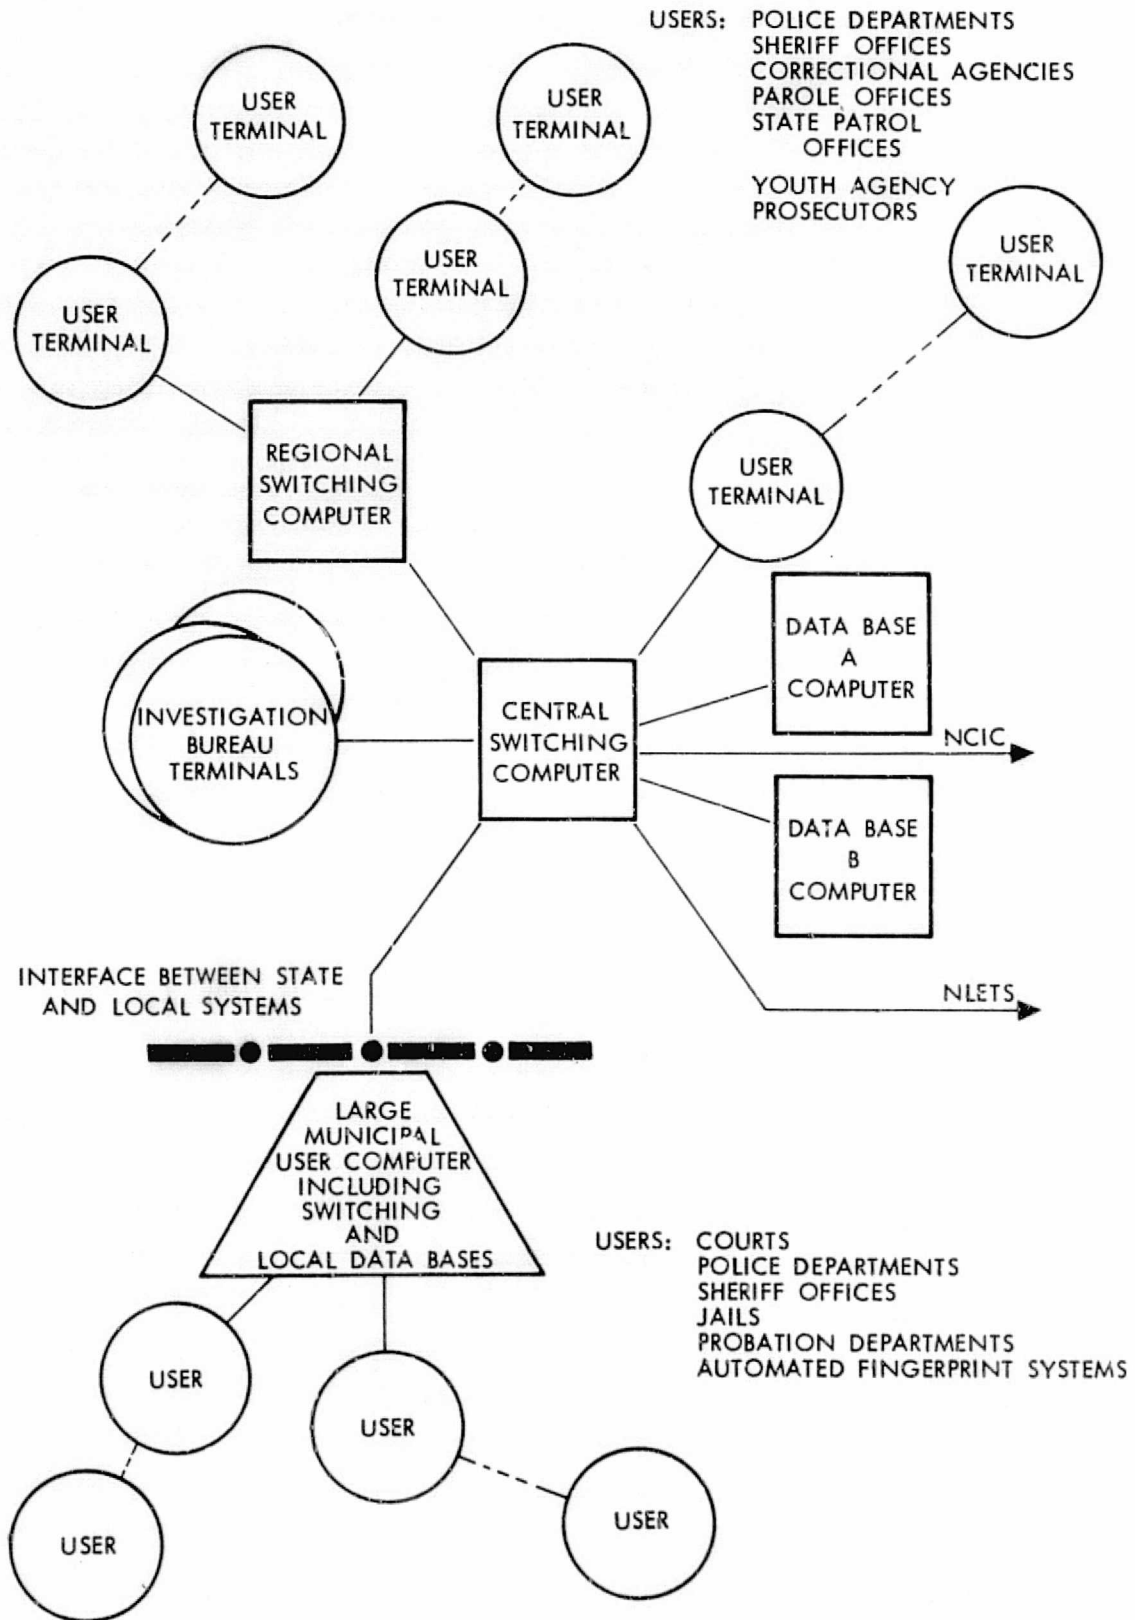 USERS: POLICE DEPARTMENTS
SHERIFF OFFICES
CORRECTIONAL AGENCIES
PAROLE OFFICES
STATE PATROL
OFFICES
YOUTH AGENCY
PROSECUTORS
USER
TERMINAL
USER
TERMINAL
USER
TERMINAL
USER
TERMINAL
USER
TERMINAL
REGIONAL
SWITCHING
COMPUTER
USER
TERMINAL
INVESTIGATION
BUREAU
TERMINALS
CENTRAL
SWITCHING
COMPUTER
DATA BASE
A
COMPUTER
NCIC
DATA BASE
B
COMPUTER
NLETS
INTERFACE BETWEEN STATE
AND LOCAL SYSTEMS
LARGE
MUNICIPAL
USER COMPUTER
INCLUDING
SWITCHING
AND
LOCAL DATA BASES
USERS: COURTS
POLICE DEPARTMENTS
SHERIFF OFFICES
JAILS
PROBATION DEPARTMENTS
AUTOMATED FINGERPRINT SYSTEMS
USER
USER
USER
USER